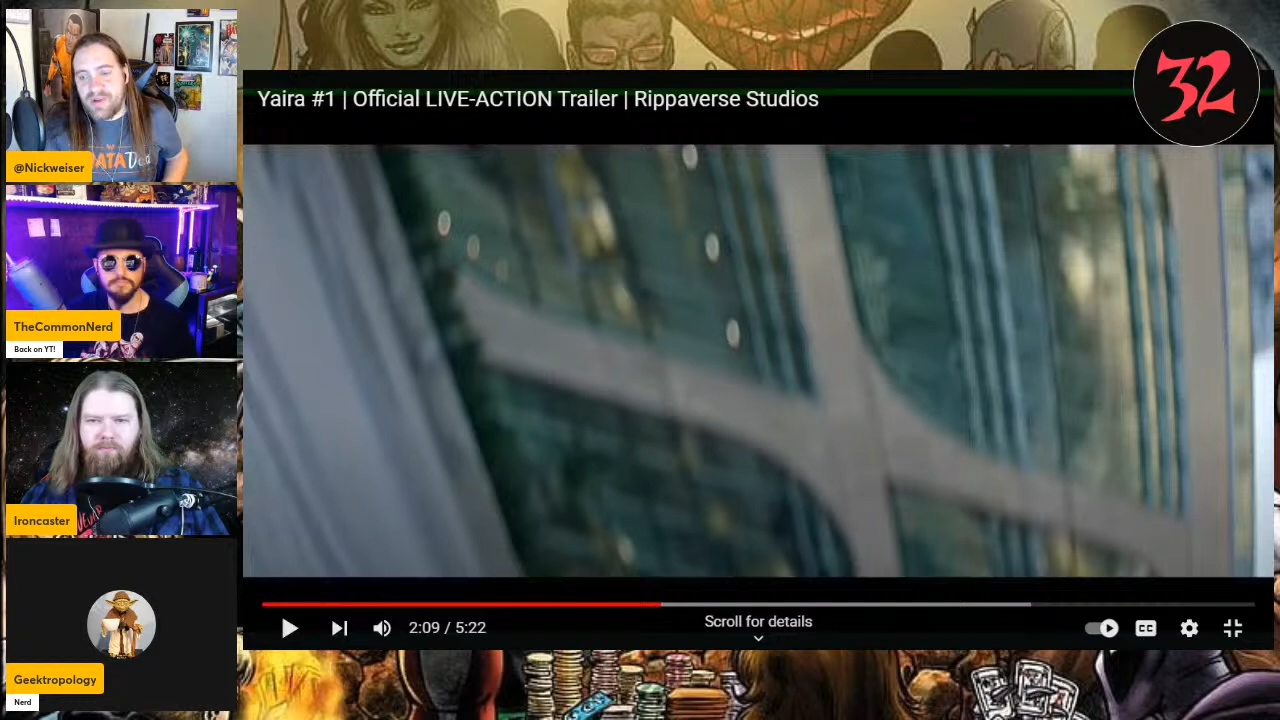 @Nickweiser
TheCommonNerd
Back on YT!
Ironcaster
Geektropology
Nerd
Yaira #1 | Official LIVE-ACTION Trailer | Rippaverse Studios
32
2:09 / 5:22
Scroll for details
CC